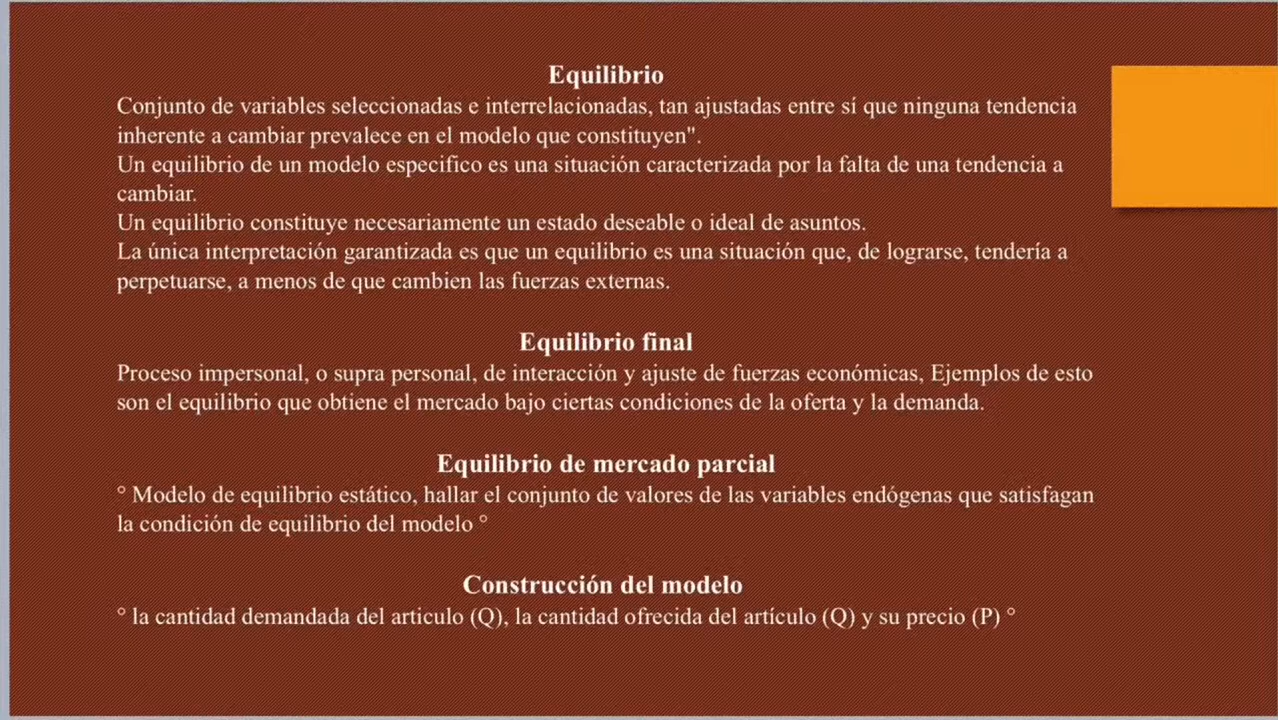 Equilibrio
Conjunto de variables seleccionadas e interrelacionadas, tan ajustadas entre sí que ninguna tendencia
inherente a cambiar prevalece en el modelo que constituyen".
Un equilibrio de un modelo especifico es una situación caracterizada por la falta de una tendencia a
cambiar.
Un equilibrio constituye necesariamente un estado deseable o ideal de asuntos.
La única interpretación garantizada es que un equilibrio es una situación que, de lograrse, tendería a
perpetuarse, a menos de que cambien las fuerzas externas.
Equilibrio final
Proceso impersonal, o supra personal, de interacción y ajuste de fuerzas económicas, Ejemplos de esto
son el equilibrio que obtiene el mercado bajo ciertas condiciones de la oferta y la demanda.
Equilibrio de mercado parcial
° Modelo de equilibrio estático, hallar el conjunto de valores de las variables endógenas que satisfagan
la condición de equilibrio del modelo °
Construcción del modelo
° la cantidad demandada del articulo (Q), la cantidad ofrecida del artículo (Q) y su precio (P) °